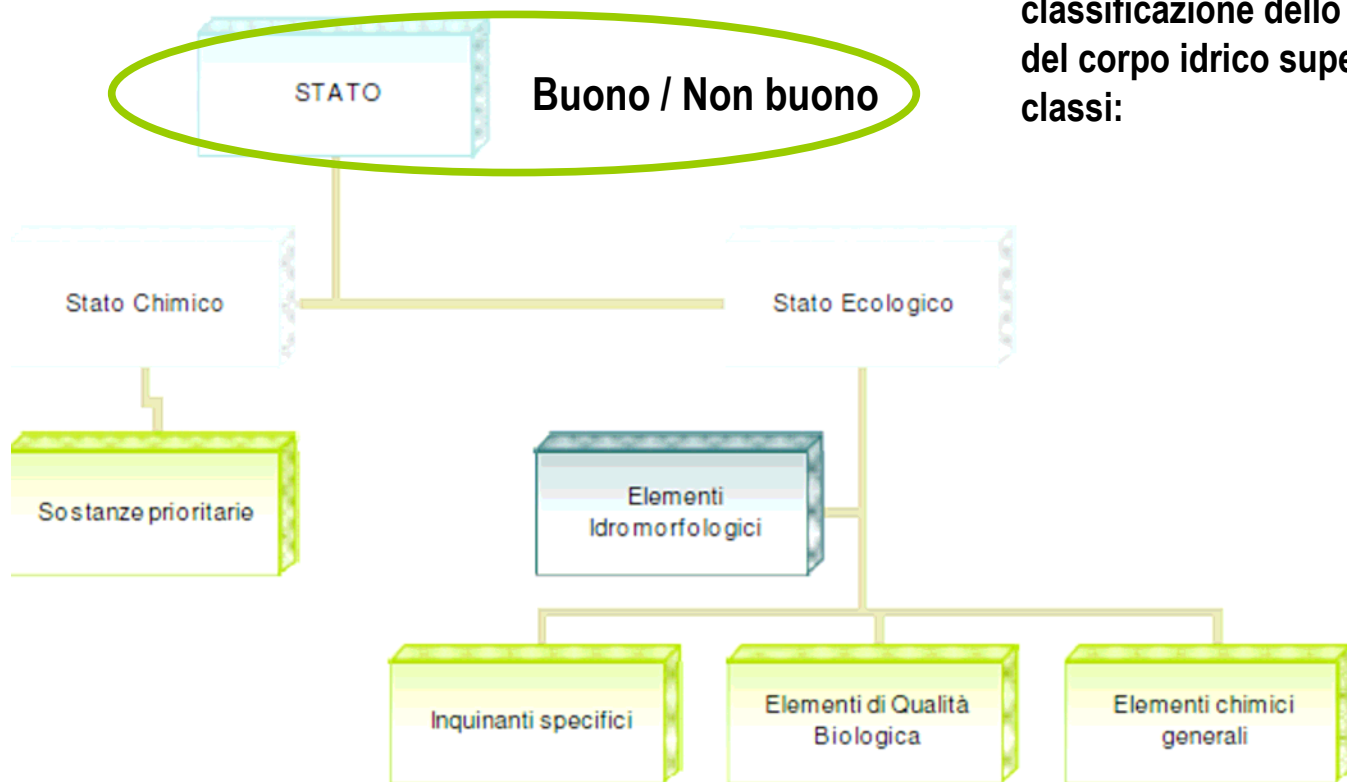 classificazione dello
del corpo idrico
classi:
STATO
Buono / Non buono
Stato Chimico
Stato Ecologico
Sostanze prioritarie
Elementi
Idromorfologici
Inquinanti specifici
Elementi di Qualità
Biologica
Elementi chimici
generali